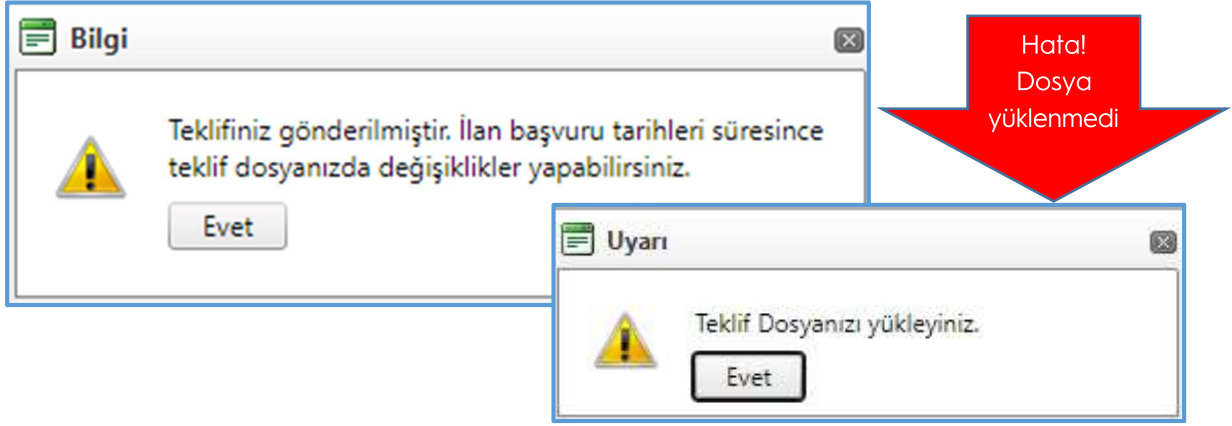 Bilgi
Teklifiniz gönderilmiştir. İlan başvuru tarihleri süresince
teklif dosyanızda değişiklikler yapabilirsiniz.
Evet
Hata!
Dosya
yüklenmedi
Uyarı
Teklif Dosyanızı yükleyiniz.
Evet